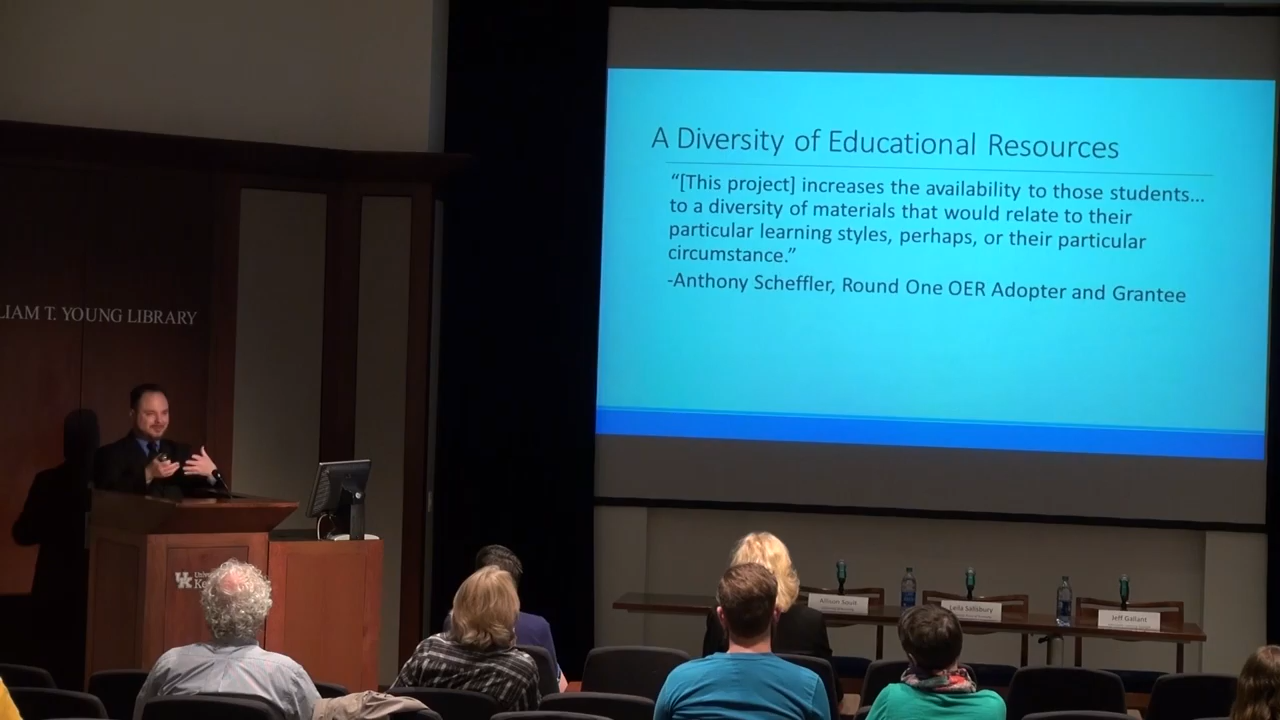 A Diversity of Educational Resources
“[This project] increases the availability to those students...
to a diversity of materials that would relate to their
particular learning styles, perhaps, or their particular
circumstance.”
-Anthony Scheffler, Round One OER Adopter and Grantee
LIAM T. YOUNG LIBRARY
UK
Allison Soult
Leila Salisbury
Jeff Gallant